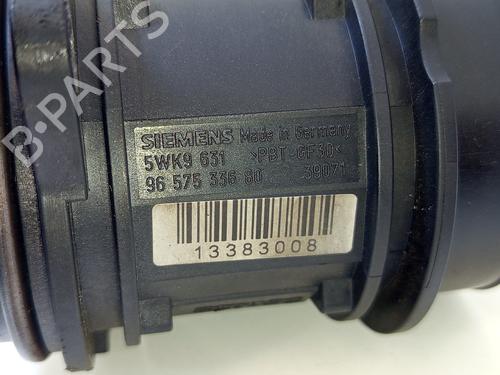 B-PARTS
SIEMENS Made in Germany
5WK9 631 >PBT-GF30<
96 575 336 80 39071
13383008